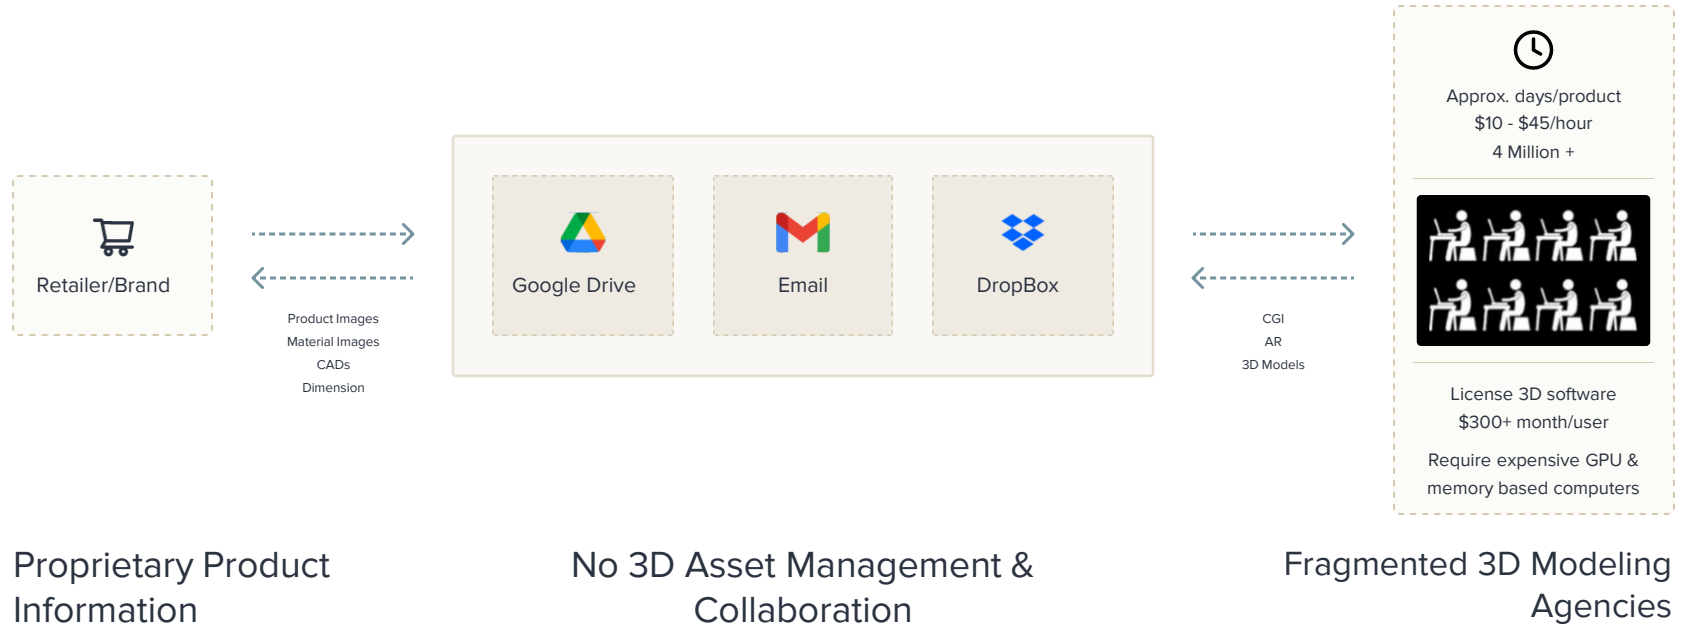 Retailer/Brand
Product Images
Material Images
CADs
Dimension
Google Drive
Email
DropBox
CGI
AR
3D Models
Approx. days/product
$10 - $45/hour
4 Million +
License 3D software
$300+ month/user
Require expensive GPU &
memory based computers
Proprietary Product
Information
No 3D Asset Management &
Collaboration
Fragmented 3D Modeling
Agencies